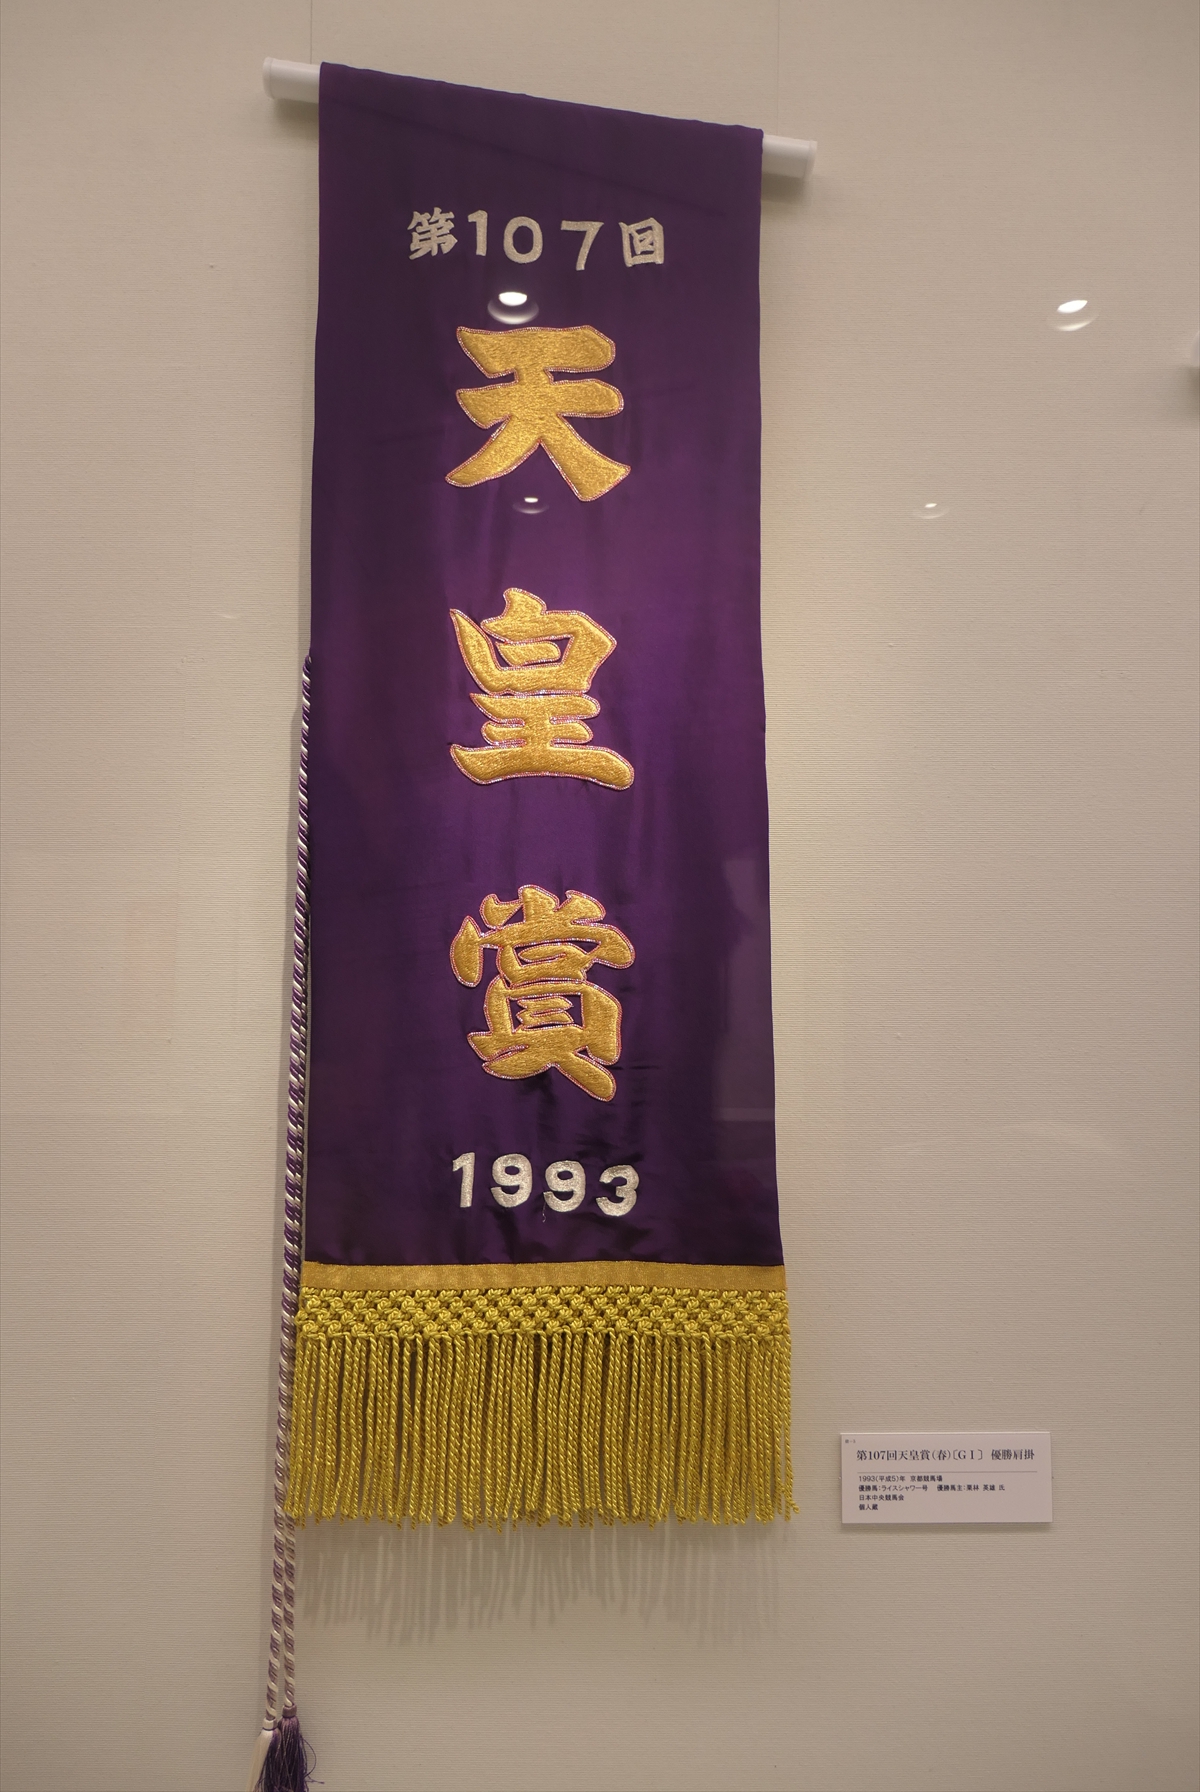 第107回
天皇賞
1993
第107回天皇賞（春）〔GⅠ〕 優勝肩掛
1993（平成5）年 京都競馬場
優勝馬：ライスシャワー号 優勝馬主：栗林 英雄 氏
日本中央競馬会
個人蔵